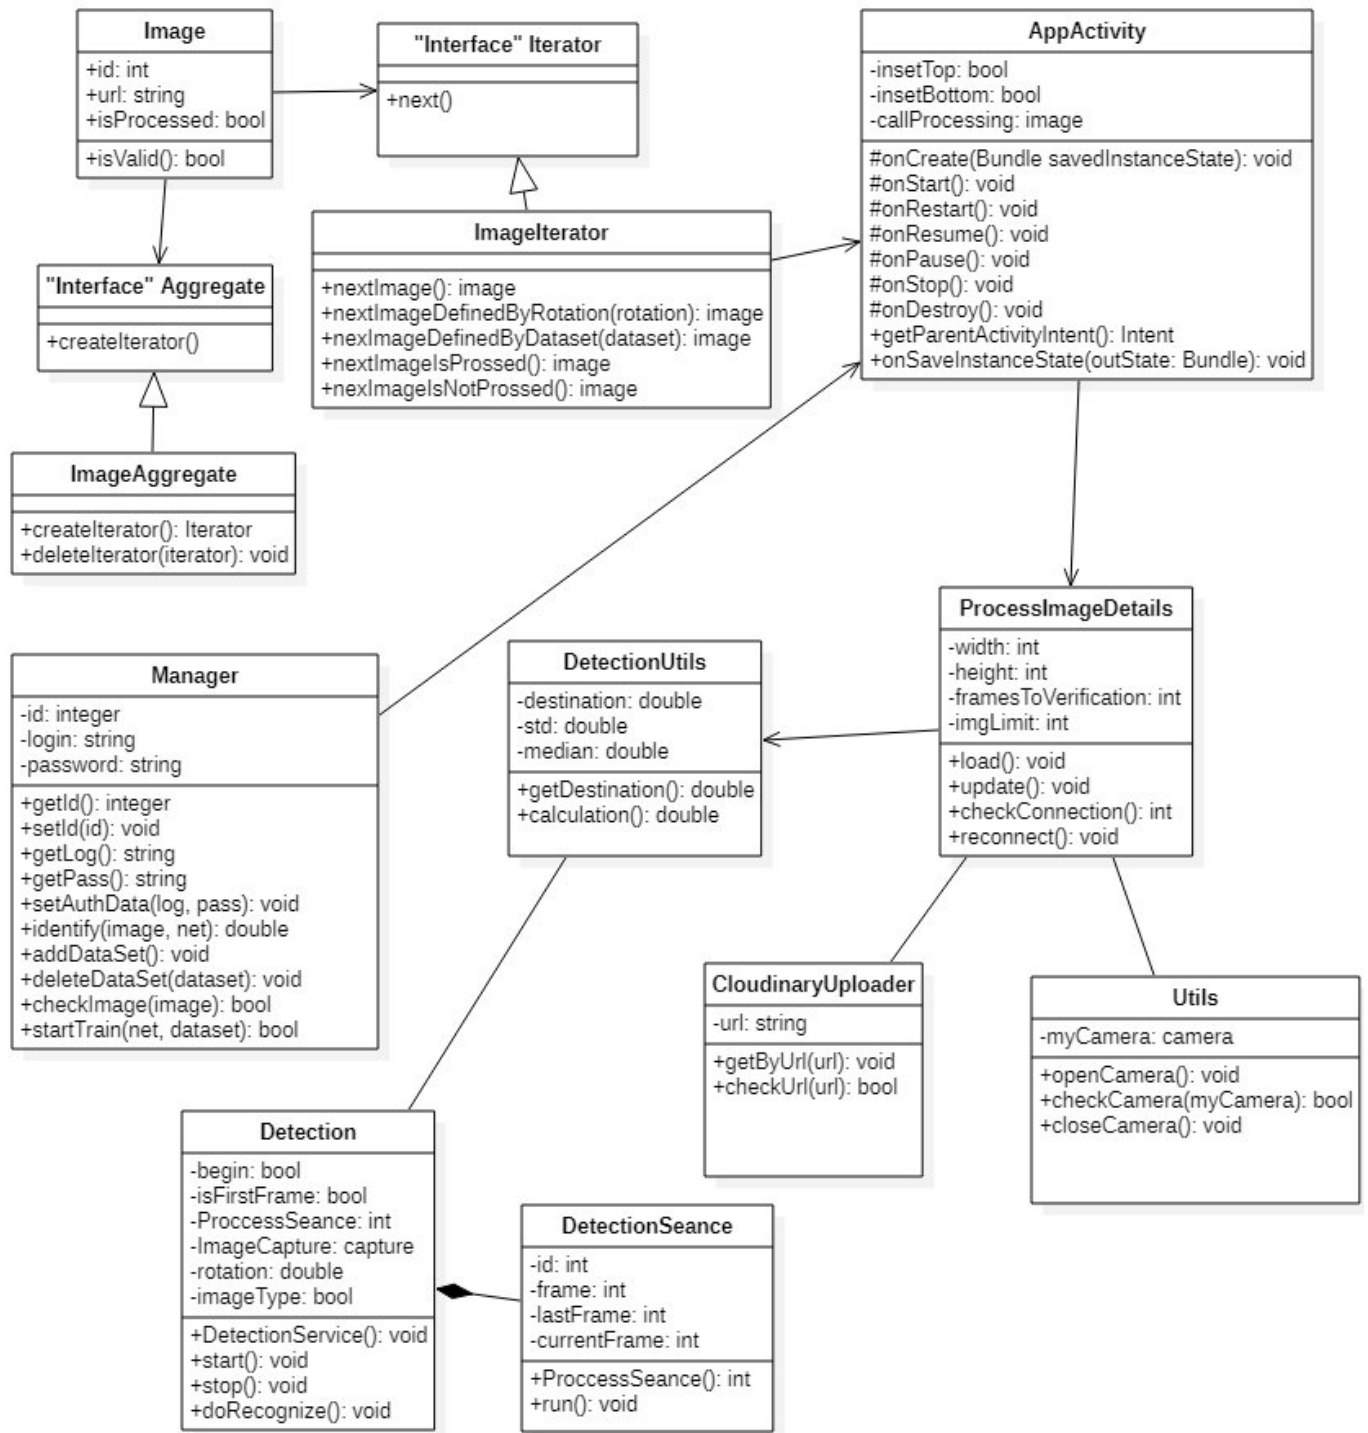 Image
+id: int
+url: string
+isProcessed: bool
+isValid(): bool
"Interface" Iterator
+next()
AppActivity
-insetTop: bool
-insetBottom: bool
-callProcessing: image
#onCreate(Bundle savedInstanceState): void
#onStart(): void
#onRestart(): void
#onResume(): void
#onPause(): void
#onStop(): void
#onDestroy(): void
+getParentActivityIntent(): Intent
+onSaveInstanceState(outState: Bundle): void
"Interface" Aggregate
+createIterator()
ImageIterator
+nextImage(): image
+nextImageDefinedByRotation(rotation): image
+nexImageDefinedByDataset(dataset): image
+nextImageIsProssed(): image
+nexImageIsNotProssed(): image
ImageAggregate
+createIterator(): Iterator
+deleteIterator(iterator): void
Manager
-id: integer
-login: string
-password: string
+getId(): integer
+setId(id): void
+getLog(): string
+getPass(): string
+setAuthData(log, pass): void
+identify(image, net): double
+addDataSet(): void
+deleteDataSet(dataset): void
+checkImage(image): bool
+startTrain(net, dataset): bool
DetectionUtils
-destination: double
-std: double
-median: double
+getDestination(): double
+calculation(): double
ProcessImageDetails
-width: int
-height: int
-framesToVerification: int
-imgLimit: int
+load(): void
+update(): void
+checkConnection(): int
+reconnect(): void
CloudinaryUploader
-url: string
+getByUrl(url): void
+checkUrl(url): bool
Utils
-myCamera: camera
+openCamera(): void
+checkCamera(myCamera): bool
+closeCamera(): void
Detection
-begin: bool
-isFirstFrame: bool
-ProccessSeance: int
-ImageCapture: capture
-rotation: double
-imageType: bool
+DetectionService(): void
+start(): void
+stop(): void
+doRecognize(): void
DetectionSeance
-id: int
-frame: int
-lastFrame: int
-currentFrame: int
+ProccessSeance(): int
+run(): void